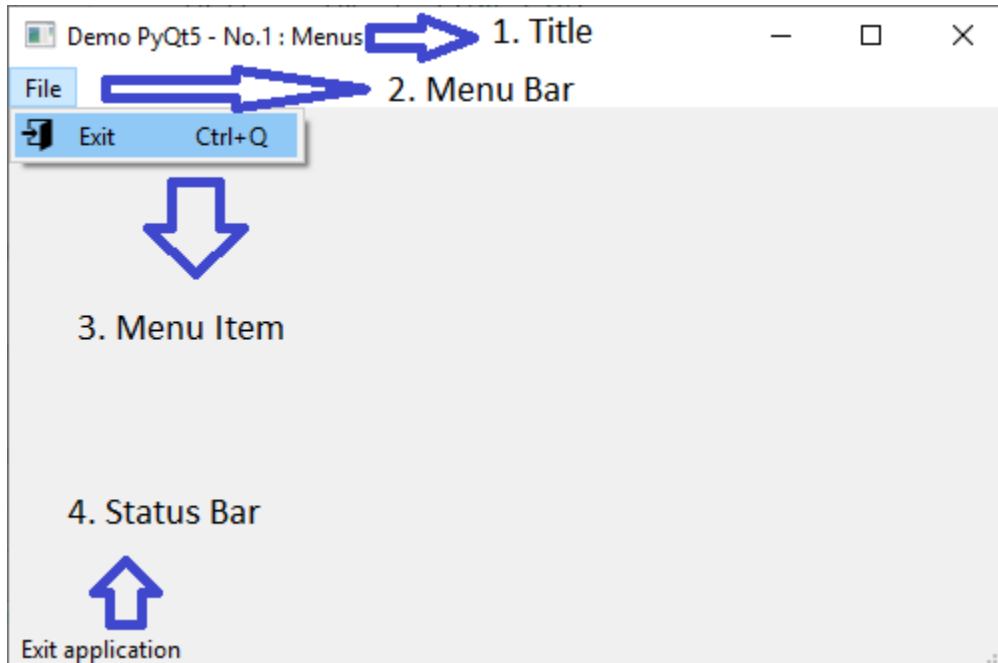 Demo PyQt5 - No.1 : Menus 1. Title
File 2. Menu Bar
Exit Ctrl+Q
3. Menu Item
4. Status Bar
Exit application